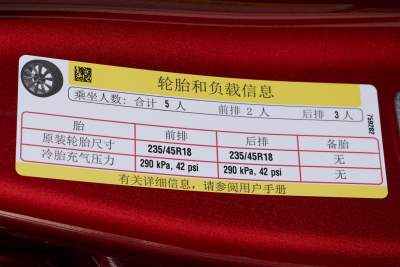 轮胎和负载信息
乘坐人数: 合计 5 人 前排 2 人 后排 3 人
胎 前排 后排 备胎
原装轮胎尺寸 235/45R18 235/45R18 无
冷胎充气压力 290 kPa, 42 psi 290 kPa, 42 psi 无
有关详细信息，请参阅用户手册
759282